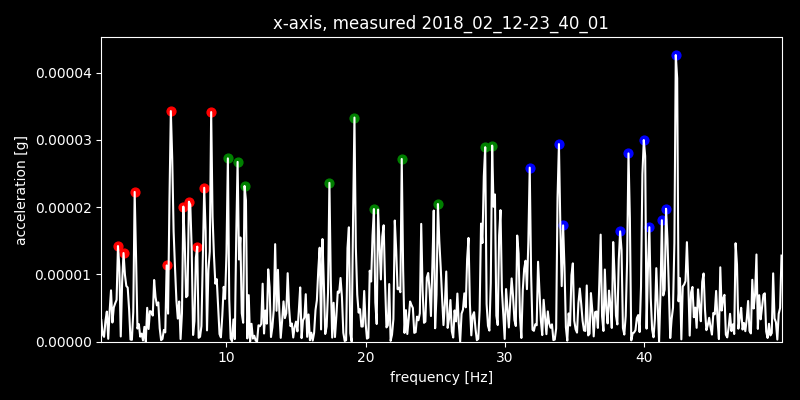 x-axis, measured 2018_02_12-23_40_01
0.00004
0.00003
0.00002
0.00001
0.00000
acceleration [g]
10 20 30 40
frequency [Hz]